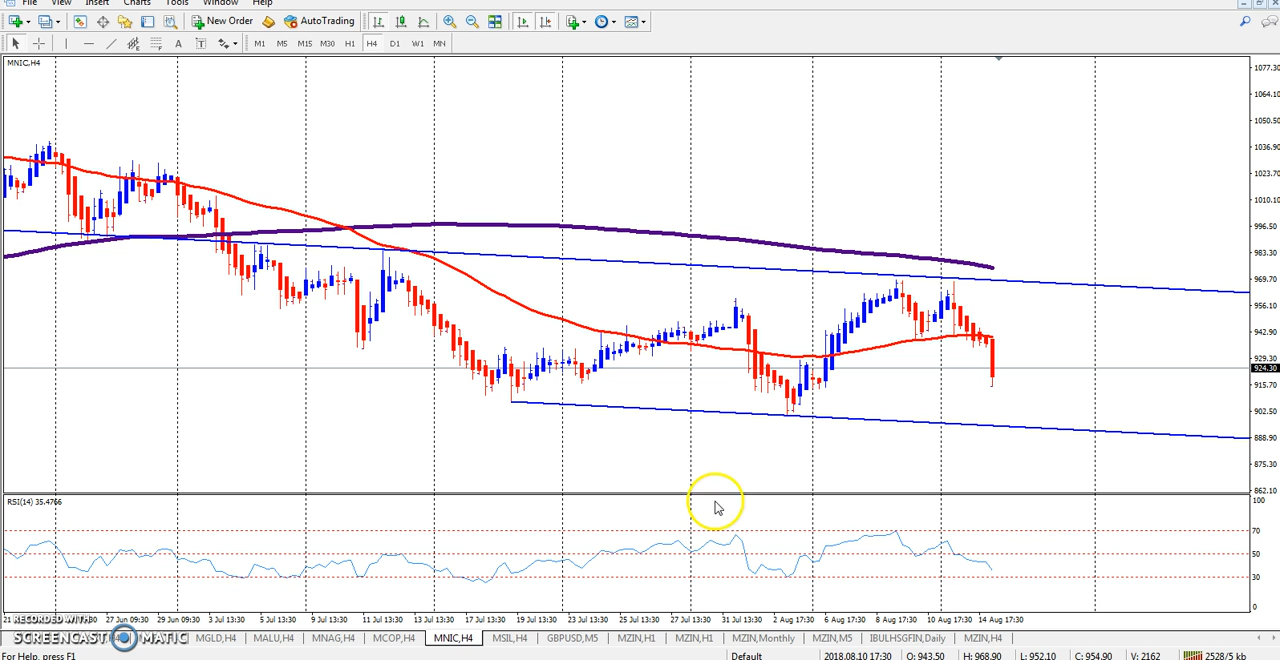 File View Insert Charts Tools Window Help
New Order AutoTrading
A T M1 M5 M15 M30 H1 H4 D1 W1 MN
MNIC,H4
1077.30
1064.10
1050.50
1036.90
1023.70
1010.10
996.50
983.30
969.70
956.10
942.90
929.30
924.30
915.70
902.50
888.90
875.30
862.10
RSI(14) 35.4766
100
70
50
30
0
27 Jun 09:30 29 Jun 09:30 3 Jul 13:30 5 Jul 13:30 9 Jul 13:30 11 Jul 13:30 13 Jul 13:30 17 Jul 13:30 19 Jul 13:30 23 Jul 13:30 25 Jul 13:30 27 Jul 13:30 31 Jul 13:30 2 Aug 17:30 6 Aug 17:30 8 Aug 17:30 10 Aug 17:30 14 Aug 17:30
RECORDED WITH
SCREENCAST MATIC
MGLD,H4 MALU,H4 MNAG,H4 MCOP,H4 MNIC,H4 MSIL,H4 GBPUSD,M5 MZIN,H1 MZIN,H1 MZIN,Monthly MZIN,M5 IBULHSGFIN,Daily MZIN,H4
For Help, press F1 Default 2018.08.10 17:30 O: 943.50 H: 968.90 L: 952.10 C: 954.90 V: 2162 2528/5 kb